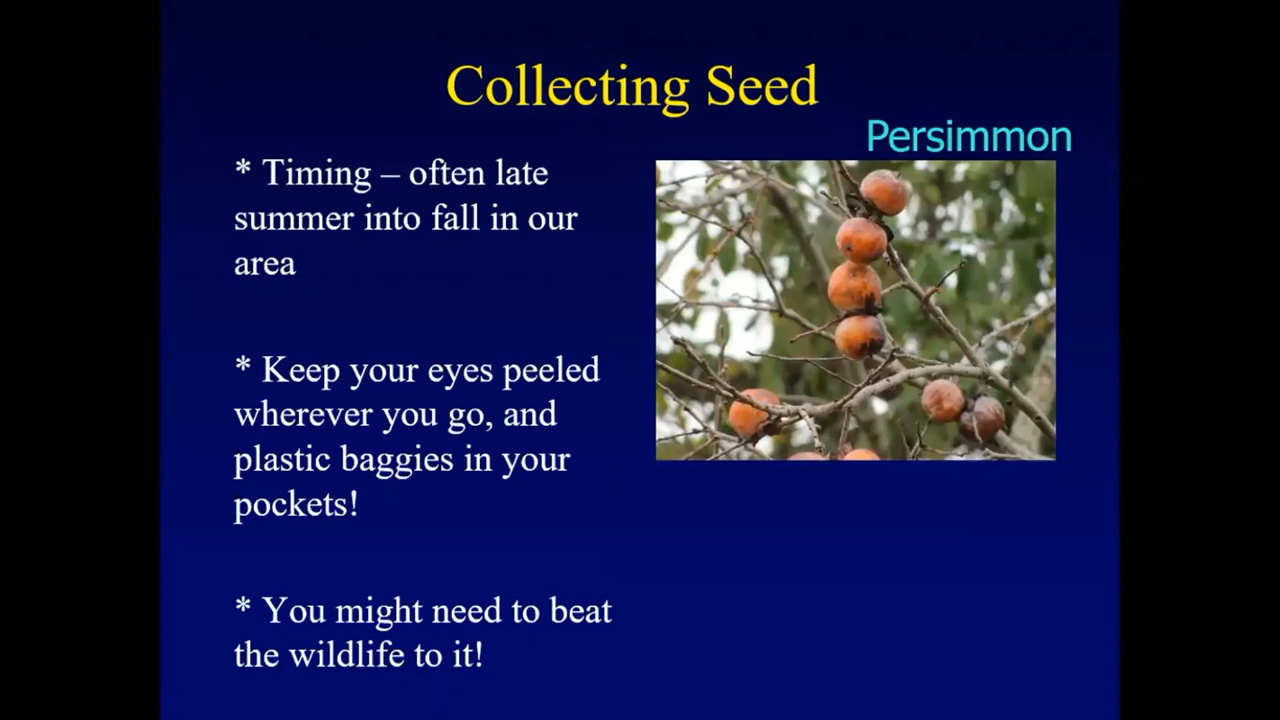 Collecting Seed
Persimmon
* Timing – often late
summer into fall in our
area
* Keep your eyes peeled
wherever you go, and
plastic baggies in your
pockets!
* You might need to beat
the wildlife to it!